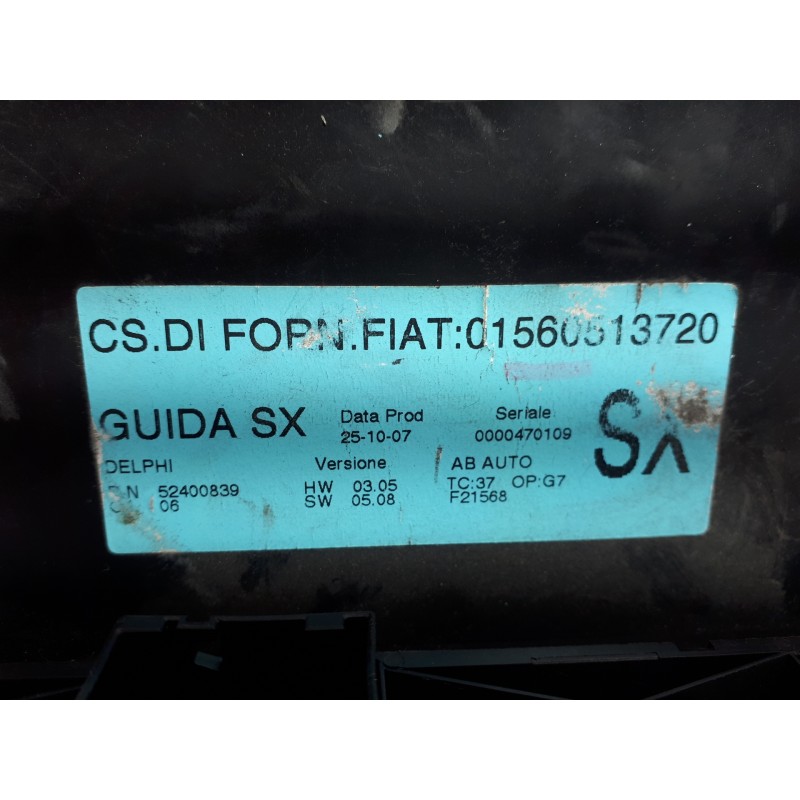 CS.DI FORN.FIAT:01560513720
GUIDA SX Data Prod 25-10-07 Seriale 0000470109 SX
DELPHI Versione AB AUTO
P/N 52400839 HW 03.05 TC:37 OP:G7
06 SW 05.08 F21568